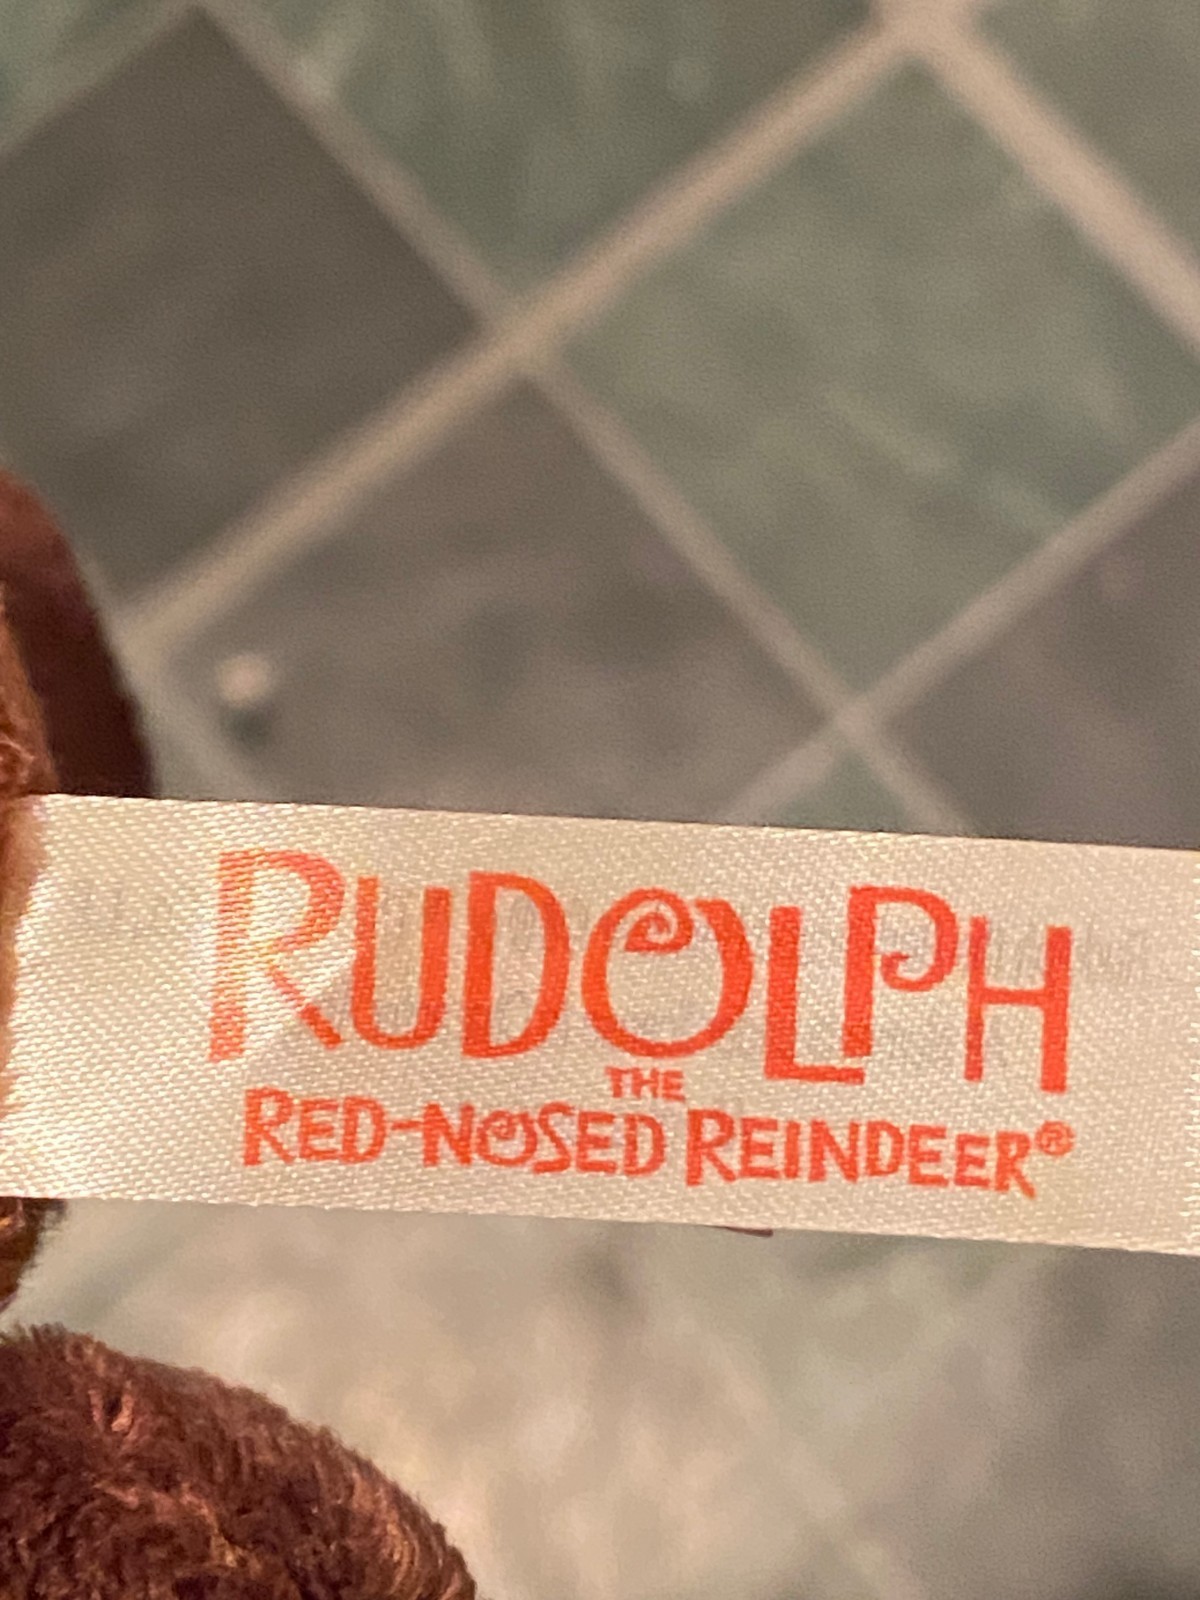 RUDOLPH
THE
RED-NOSED REINDEER®